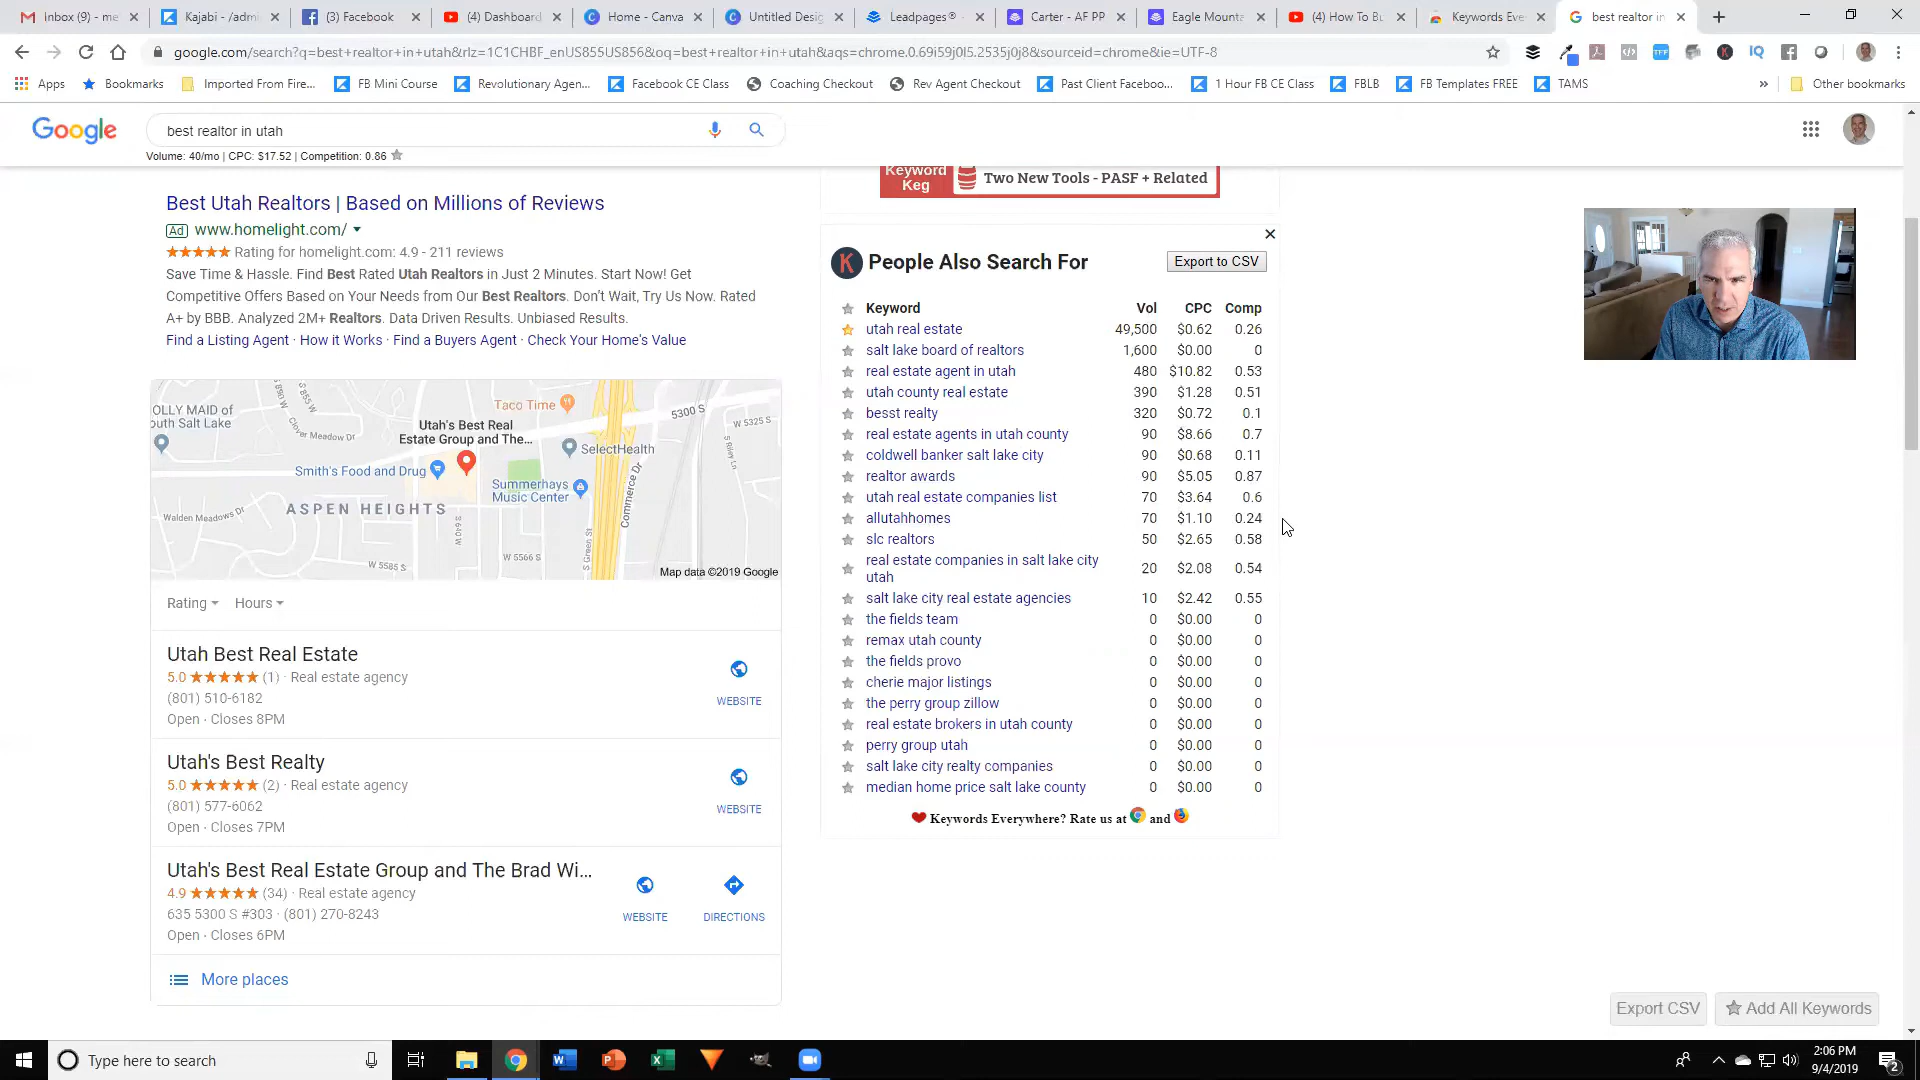 Inbox (9) - me
Kajabi - /admi
(3) Facebook
(4) Dashboard
Home - Canva
Untitled Desi
Leadpages®
Carter - AF PP
Eagle Mounta
(4) How To Bu
Keywords Eve
best realtor in
google.com/search?q=best+realtor+in+utah&rlz=1C1CHBF_enUS855US856&oq=best+realtor+in+utah&aqs=chrome.0.69i59j0l5.2535j0j8&sourceid=chrome&ie=UTF-8
Apps
Bookmarks
Imported From Fire...
FB Mini Course
Revolutionary Agen...
Facebook CE Class
Coaching Checkout
Rev Agent Checkout
Past Client Faceboo...
1 Hour FB CE Class
FBLB
FB Templates FREE
TAMS
»
Other bookmarks
Google
best realtor in utah
Volume: 40/mo | CPC: $17.52 | Competition: 0.86
Best Utah Realtors | Based on Millions of Reviews
Ad www.homelight.com/
Rating for homelight.com: 4.9 - 211 reviews
Save Time & Hassle. Find Best Rated Utah Realtors in Just 2 Minutes. Start Now! Get
Competitive Offers Based on Your Needs from Our Best Realtors. Don't Wait, Try Us Now. Rated
A+ by BBB. Analyzed 2M+ Realtors. Data Driven Results. Unbiased Results.
Find a Listing Agent · How it Works · Find a Buyers Agent · Check Your Home's Value
OLLY MAID of
outh Salt Lake
Clover Meadow Dr
Taco Time
5300 S
W 5325 S
Utah's Best Real
Estate Group and The...
SelectHealth
Smith's Food and Drug
Summerhays
Music Center
Commerce Dr
Walden Meadows Dr
ASPEN HEIGHTS
S 640 W
W 5566 S
S Green St
W 5585 S
Map data ©2019 Google
Rating
Hours
Utah Best Real Estate
5.0 (1) · Real estate agency
(801) 510-6182
Open · Closes 8PM
WEBSITE
Utah's Best Realty
5.0 (2) · Real estate agency
(801) 577-6062
Open · Closes 7PM
WEBSITE
Utah's Best Real Estate Group and The Brad Wi...
4.9 (34) · Real estate agency
635 5300 S #303 · (801) 270-8243
Open · Closes 6PM
WEBSITE
DIRECTIONS
More places
Keyword
Keg
Two New Tools - PASF + Related
K People Also Search For
Export to CSV
Keyword Vol CPC Comp
utah real estate 49,500 $0.62 0.26
salt lake board of realtors 1,600 $0.00 0
real estate agent in utah 480 $10.82 0.53
utah county real estate 390 $1.28 0.51
besst realty 320 $0.72 0.1
real estate agents in utah county 90 $8.66 0.7
coldwell banker salt lake city 90 $0.68 0.11
realtor awards 90 $5.05 0.87
utah real estate companies list 70 $3.64 0.6
allutahhomes 70 $1.10 0.24
slc realtors 50 $2.65 0.58
real estate companies in salt lake city
utah 20 $2.08 0.54
salt lake city real estate agencies 10 $2.42 0.55
the fields team 0 $0.00 0
remax utah county 0 $0.00 0
the fields provo 0 $0.00 0
cherie major listings 0 $0.00 0
the perry group zillow 0 $0.00 0
real estate brokers in utah county 0 $0.00 0
perry group utah 0 $0.00 0
salt lake city realty companies 0 $0.00 0
median home price salt lake county 0 $0.00 0
Keywords Everywhere? Rate us at and
Export CSV
Add All Keywords
Type here to search
2:06 PM
9/4/2019
2